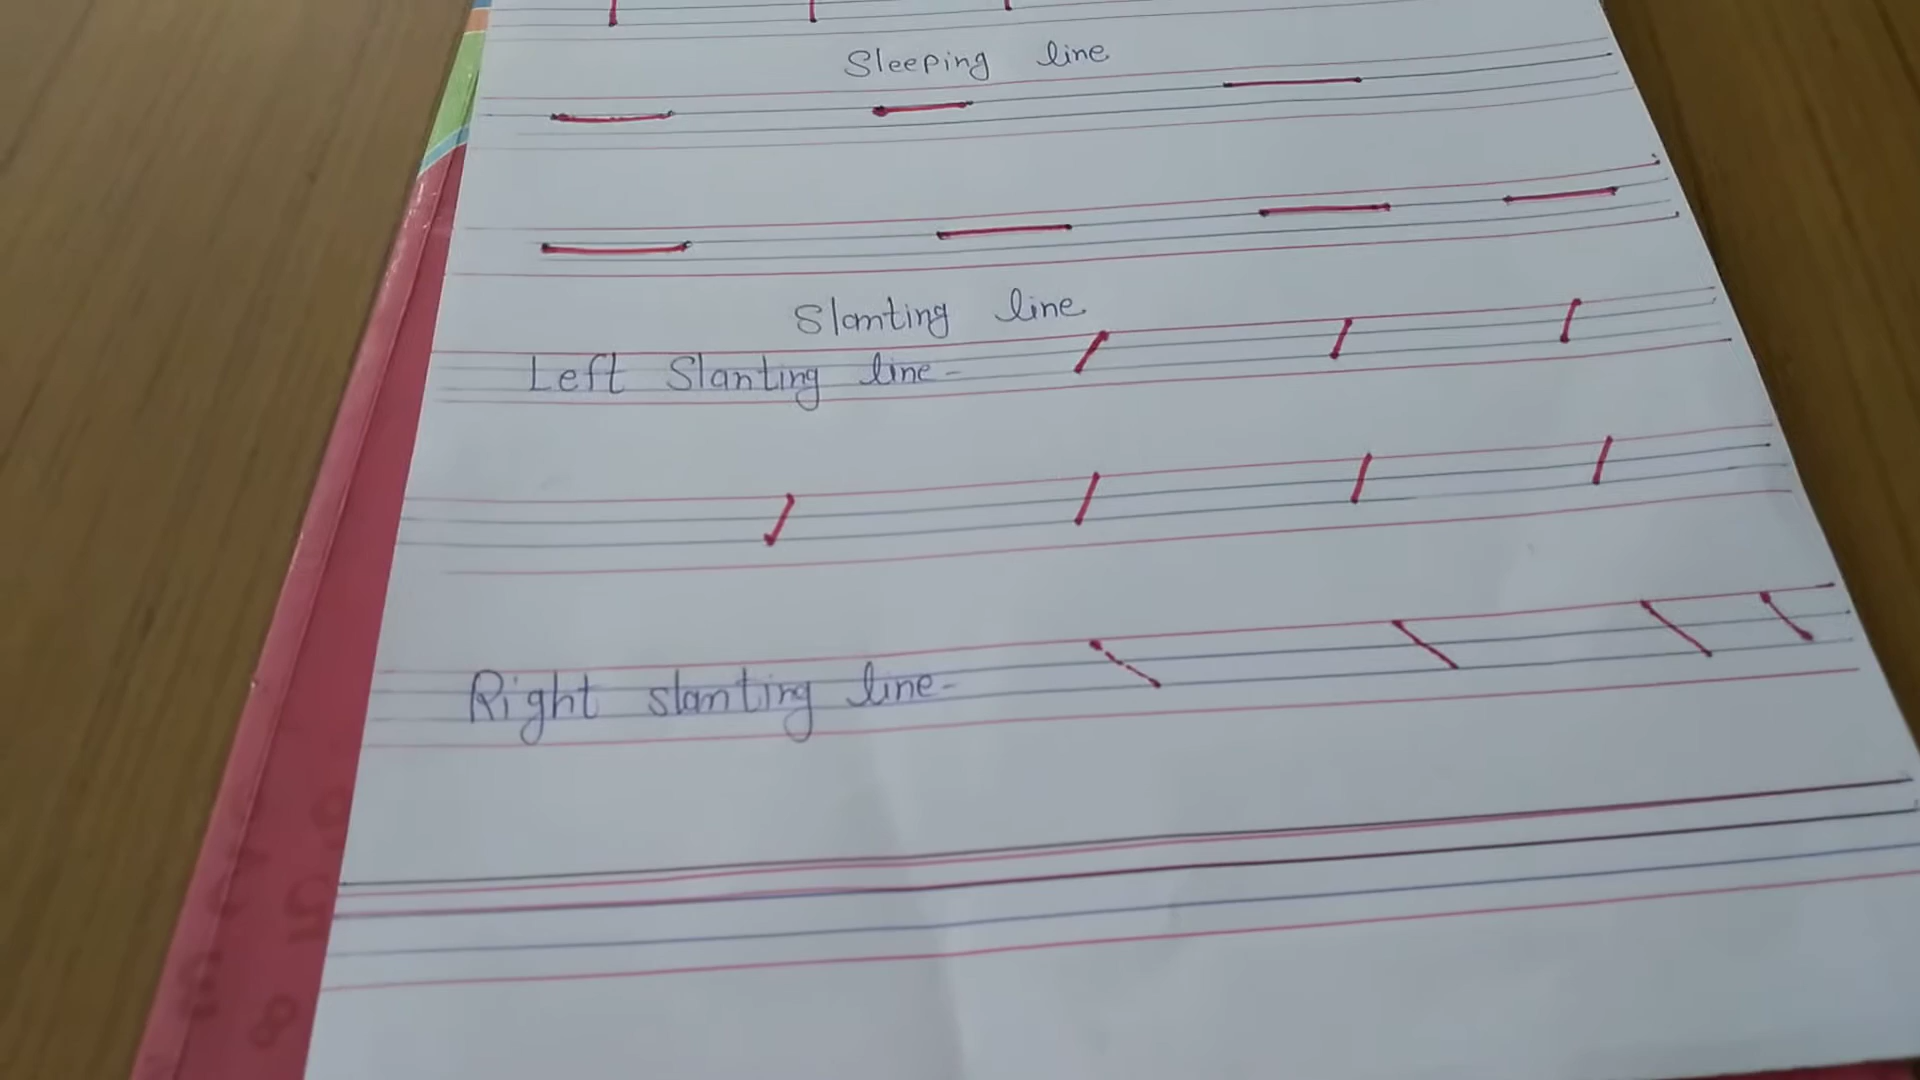 Sleeping line
Slanting line
Left Slanting line-
Right slanting line-